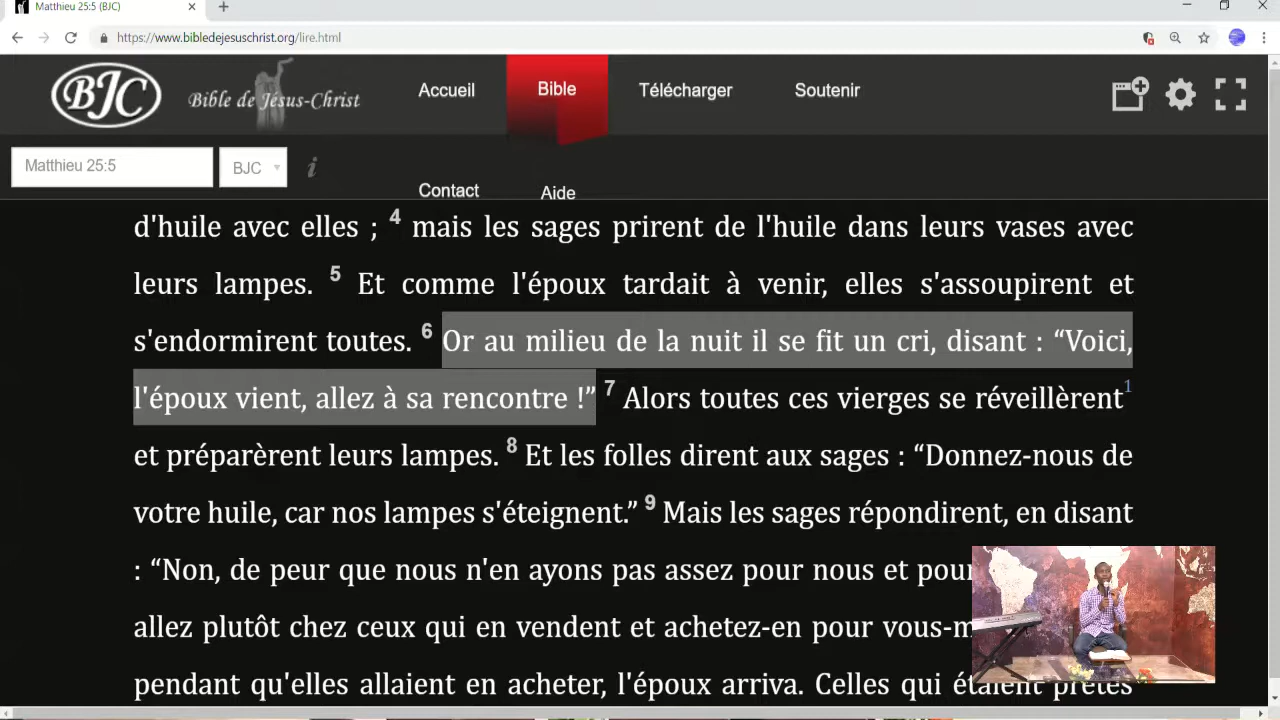 Matthieu 25:5 (BJC)
https://www.bibledejesuschrist.org/lire.html
BJC Bible de Jésus-Christ Accueil Bible Télécharger Soutenir
Matthieu 25:5 BJC i
Contact Aide
d'huile avec elles ; 4 mais les sages prirent de l'huile dans leurs vases avec
leurs lampes. 5 Et comme l'époux tardait à venir, elles s'assoupirent et
s'endormirent toutes. 6 Or au milieu de la nuit il se fit un cri, disant : “Voici,
l'époux vient, allez à sa rencontre !” 7 Alors toutes ces vierges se réveillèrent1
et préparèrent leurs lampes. 8 Et les folles dirent aux sages : “Donnez-nous de
votre huile, car nos lampes s'éteignent.” 9 Mais les sages répondirent, en disant
: “Non, de peur que nous n'en ayons pas assez pour nous et pour
allez plutôt chez ceux qui en vendent et achetez-en pour vous-m
pendant qu'elles allaient en acheter, l'époux arriva. Celles qui étaient prêtes